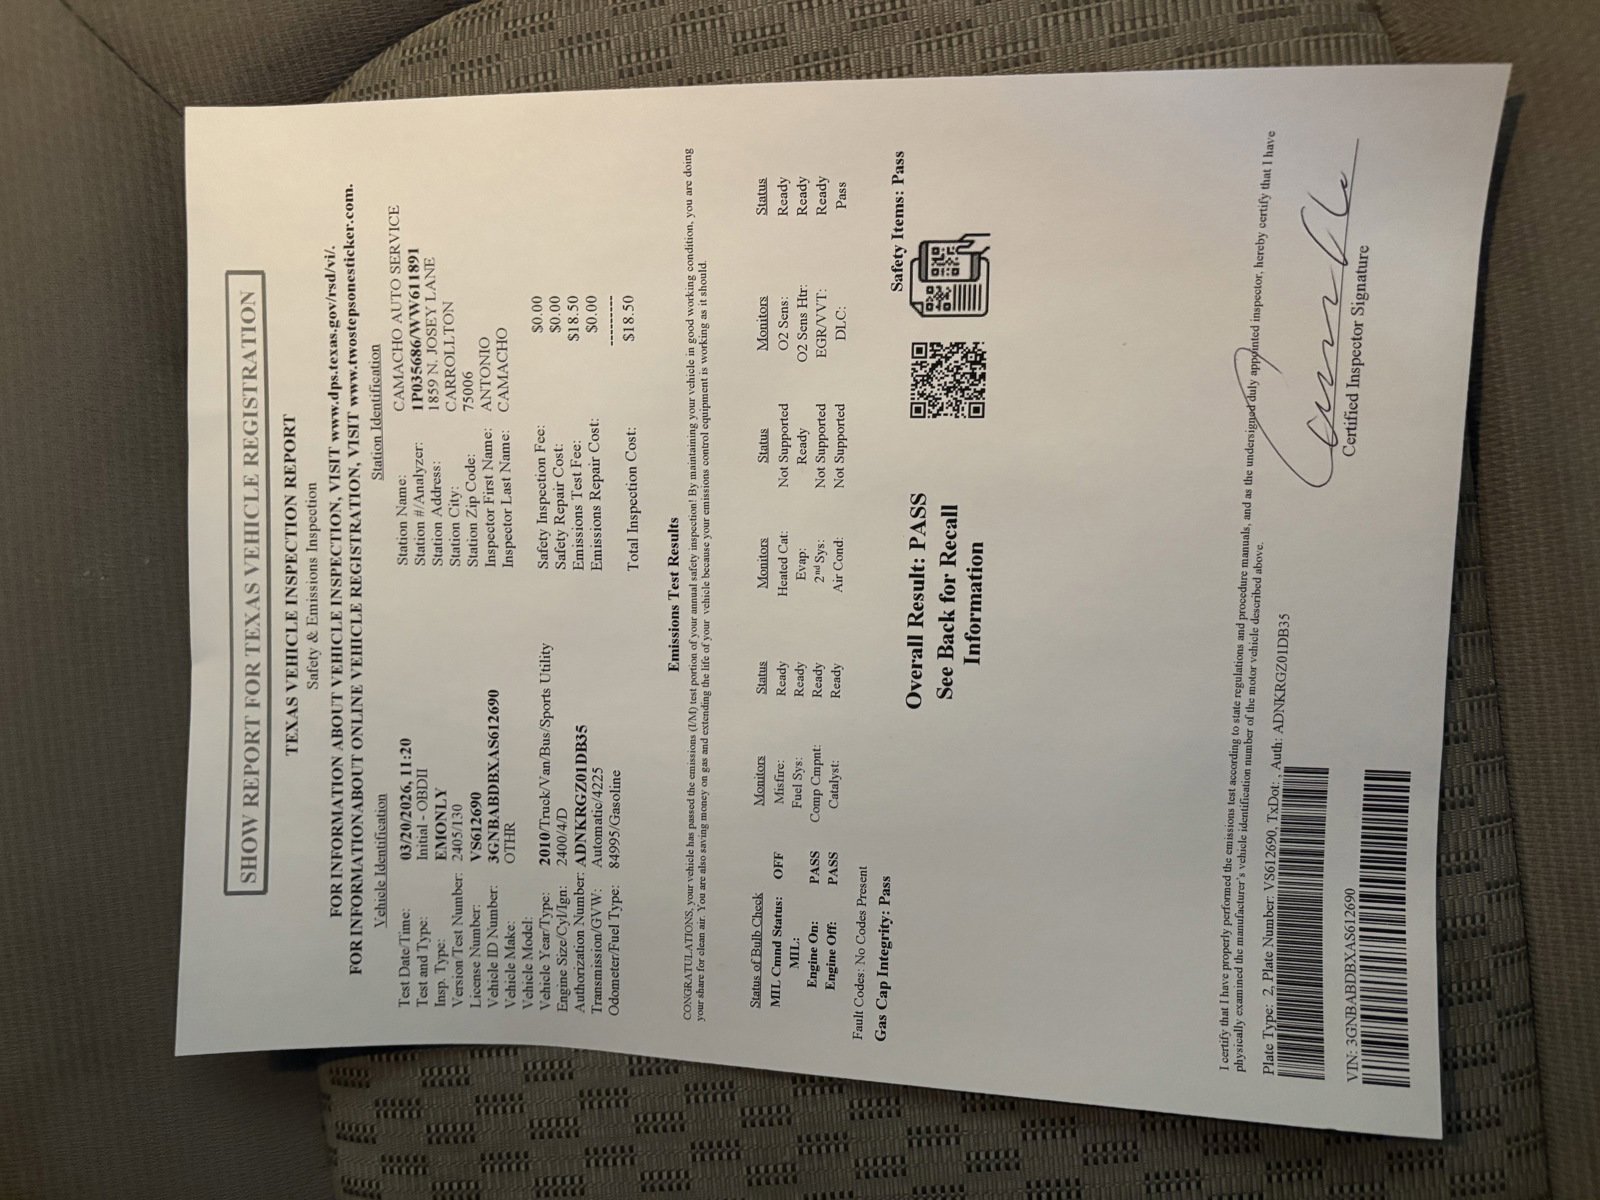 SHOW REPORT FOR TEXAS VEHICLE REGISTRATION
TEXAS VEHICLE INSPECTION REPORT
Safety & Emissions Inspection
FOR INFORMATION ABOUT VEHICLE INSPECTION, VISIT www.dps.texas.gov/rsd/vi/.
FOR INFORMATIONABOUT ONLINE VEHICLE REGISTRATION, VISIT www.twostepsonesticker.com.
Vehicle Identification
Test Date/Time: 03/20/2026, 11:20
Test and Type: Initial - OBDII
Insp. Type: EMONLY
Version/Test Number: 2405/130
License Number: VS612690
Vehicle ID Number: 3GNBABDBXAS612690
Vehicle Make: OTHR
Vehicle Model:
Vehicle Year/Type: 2010/Truck/Van/Bus/Sports Utility
Engine Size/Cyl/Ign: 2400/4/D
Authorization Number: ADNKRGZ01DB35
Transmission/GVW: Automatic/4225
Odometer/Fuel Type: 84995/Gasoline
Station Identification
Station Name: CAMACHO AUTO SERVICE
Station #/Analyzer: 1P035686/WW611891
Station Address: 1859 N. JOSEY LANE
Station City: CARROLLTON
Station Zip Code: 75006
Inspector First Name: ANTONIO
Inspector Last Name: CAMACHO
Safety Inspection Fee: $0.00
Safety Repair Cost: $0.00
Emissions Test Fee: $18.50
Emissions Repair Cost: $0.00
--------
Total Inspection Cost: $18.50
Emissions Test Results
CONGRATULATIONS, your vehicle has passed the emissions (I/M) test portion of your annual safety inspection! By maintaining your vehicle in good working condition, you are doing
your share for clean air. You are also saving money on gas and extending the life of your vehicle because your emissions control equipment is working as it should.
Status of Bulb Check Monitors Status Monitors Status Monitors Status
MIL Cmnd Status: OFF Misfire: Ready Heated Cat: Not Supported O2 Sens: Ready
MIL: Fuel Sys: Ready Evap: Ready O2 Sens Htr: Ready
Engine On: PASS Comp Cmpnt: Ready 2nd Sys: Not Supported EGR/VVT: Ready
Engine Off: PASS Catalyst: Ready Air Cond: Not Supported DLC: Pass
Fault Codes: No Codes Present
Gas Cap Integrity: Pass
Safety Items: Pass
Overall Result: PASS
See Back for Recall
Information
I certify that I have properly performed the emissions test according to state regulations and procedure manuals, and as the undersigned duly appointed inspector, hereby certify that I have
physically examined the manufacturer's vehicle identification number of the motor vehicle described above.
Plate Type: 2, Plate Number: VS612690, TxDot: , Auth: ADNKRGZ01DB35
VIN: 3GNBABDBXAS612690
Certified Inspector Signature